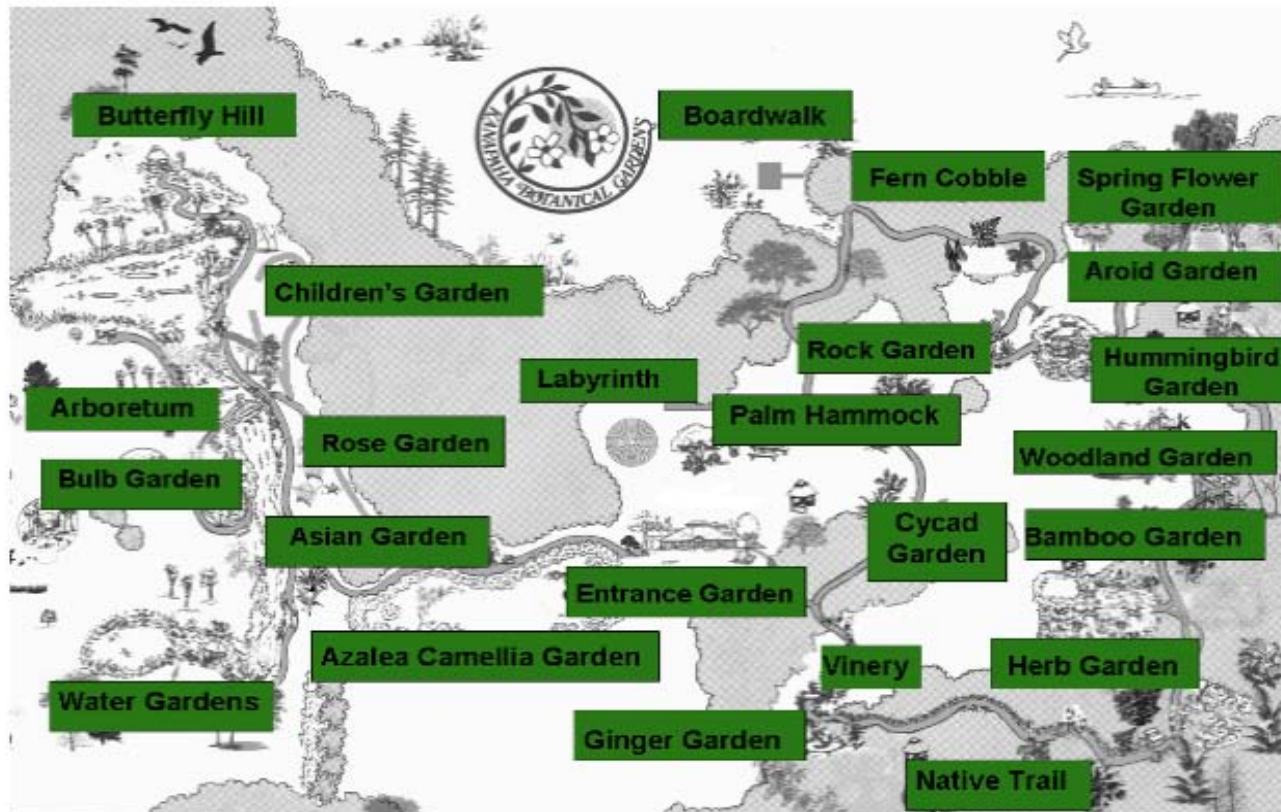 Butterfly Hill
KANAPAHA BOTANICAL GARDENS
Boardwalk
Fern Cobble
Spring Flower
Garden
Aroid Garden
Children's Garden
Rock Garden
Hummingbird
Garden
Labyrinth
Arboretum
Palm Hammock
Rose Garden
Woodland Garden
Bulb Garden
Asian Garden
Cycad
Garden
Bamboo Garden
Entrance Garden
Azalea Camellia Garden
Vinery
Herb Garden
Water Gardens
Ginger Garden
Native Trail